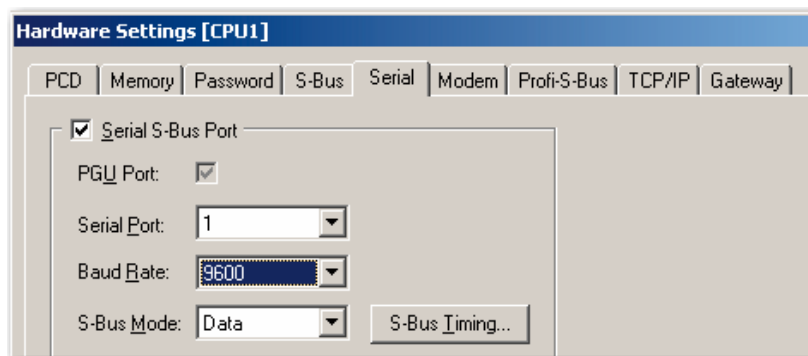 Hardware Settings [CPU1]
PCD Memory Password S-Bus Serial Modem Profi-S-Bus TCP/IP Gateway
Serial S-Bus Port
PGU Port:
Serial Port: 1
Baud Rate: 9600
S-Bus Mode: Data S-Bus Timing...